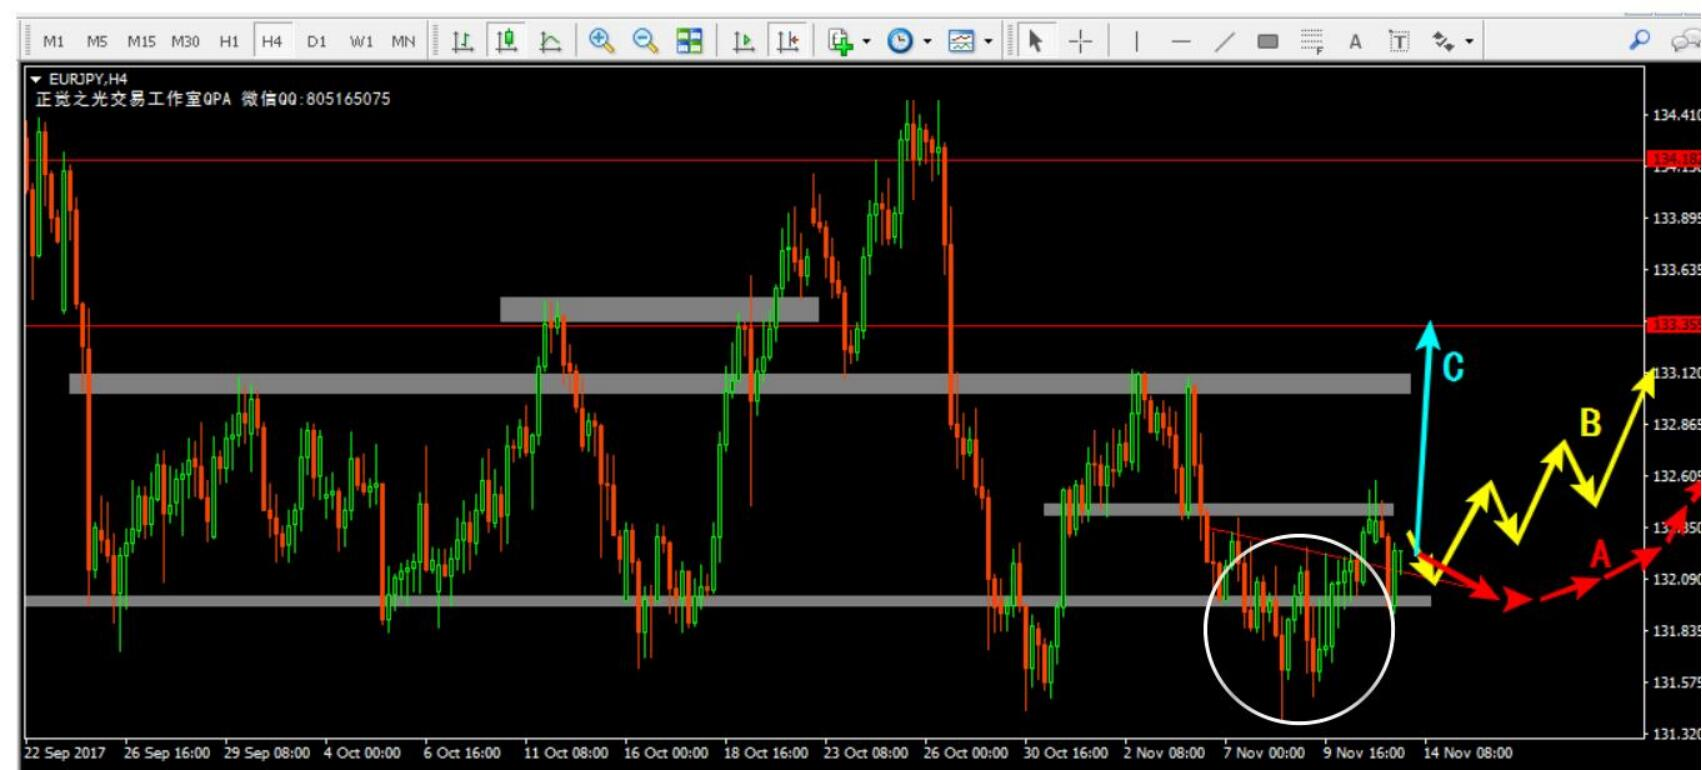 M1 M5 M15 M30 H1 H4 D1 W1 MN
A T
EURJPY,H4
正觉之光交易工作室QPA 微信QQ:805165075
134.410
134.182
133.895
133.635
133.355
C
133.120
B
132.865
132.605
A
132.090
131.835
131.575
131.320
22 Sep 2017 26 Sep 16:00 29 Sep 08:00 4 Oct 00:00 6 Oct 16:00 11 Oct 08:00 16 Oct 00:00 18 Oct 16:00 23 Oct 08:00 26 Oct 00:00 30 Oct 16:00 2 Nov 08:00 7 Nov 00:00 9 Nov 16:00 14 Nov 08:00